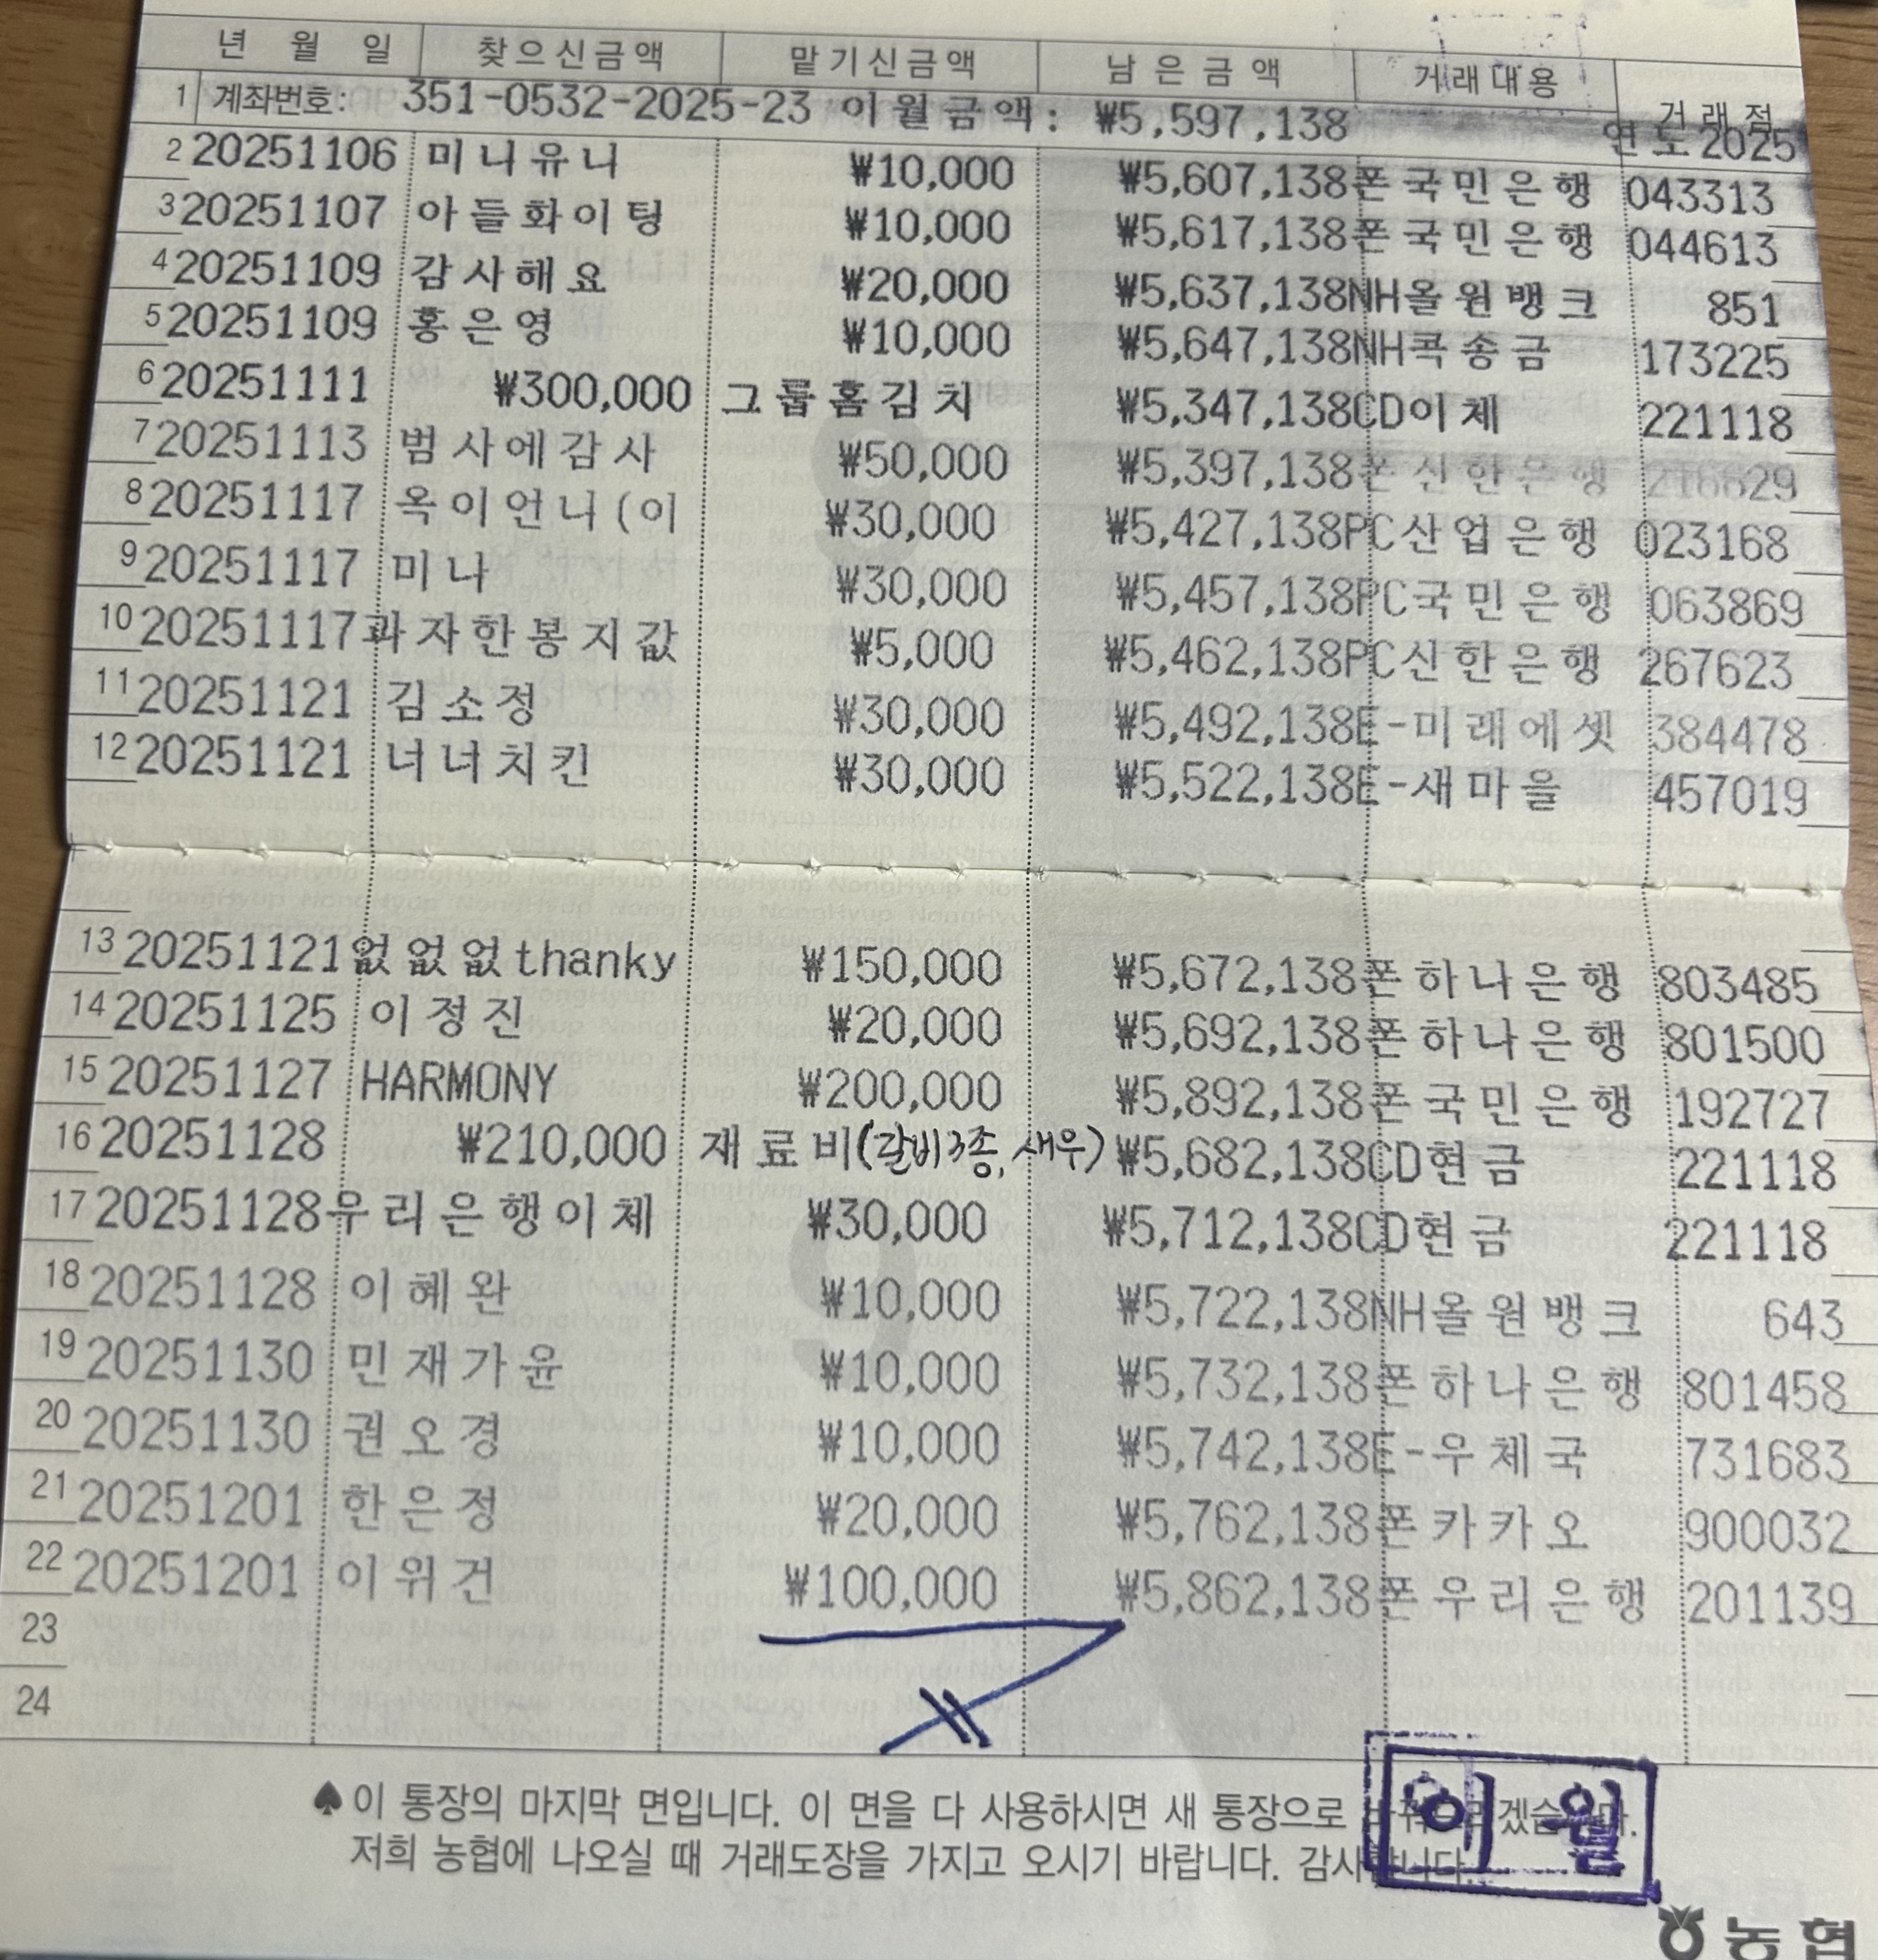 년 월 일 찾으신금액 맡기신금액 남은금액 거래내용 거래점
1 계좌번호: 351-0532-2025-23 이월금액: ₩5,597,138 연도2025
2 20251106 미니유니 ₩10,000 ₩5,607,138 폰국민은행 043313
3 20251107 아들화이팅 ₩10,000 ₩5,617,138 폰국민은행 044613
4 20251109 감사해요 ₩20,000 ₩5,637,138 NH올원뱅크 851
5 20251109 홍은영 ₩10,000 ₩5,647,138 NH콕송금 173225
6 20251111 ₩300,000 그룹홈김치 ₩5,347,138 CD이체 221118
7 20251113 범사에감사 ₩50,000 ₩5,397,138 폰신한은행
8 20251117 옥이언니(이 ₩30,000 ₩5,427,138 PC산업은행 023168
9 20251117 미나 ₩30,000 ₩5,457,138 PC국민은행 063869
10 20251117 과자한봉지값 ₩5,000 ₩5,462,138 PC신한은행 267623
11 20251121 김소정 ₩30,000 ₩5,492,138 E-미래에셋 384478
12 20251121 너너치킨 ₩30,000 ₩5,522,138 E-새마을 457019
13 20251121 없없없thanky ₩150,000 ₩5,672,138 폰하나은행 803485
14 20251125 이정진 ₩20,000 ₩5,692,138 폰하나은행 801500
15 20251127 HARMONY ₩200,000 ₩5,892,138 폰국민은행 192727
16 20251128 ₩210,000 재료비(갈비3종, 새우) ₩5,682,138 CD현금 221118
17 20251128 우리은행이체 ₩30,000 ₩5,712,138 CD현금 221118
18 20251128 이혜완 ₩10,000 ₩5,722,138 NH올원뱅크 643
19 20251130 민재가윤 ₩10,000 ₩5,732,138 폰하나은행 801458
20 20251130 권오경 ₩10,000 ₩5,742,138 E-우체국 731683
21 20251201 한은정 ₩20,000 ₩5,762,138 폰카카오 900032
22 20251201 이위건 ₩100,000 ₩5,862,138 폰우리은행 201139
23
24
♠이 통장의 마지막 면입니다. 이 면을 다 사용하시면 새 통장으로
저희 농협에 나오실 때 거래도장을 가지고 오시기 바랍니다. 감사합니다.
이월
농협